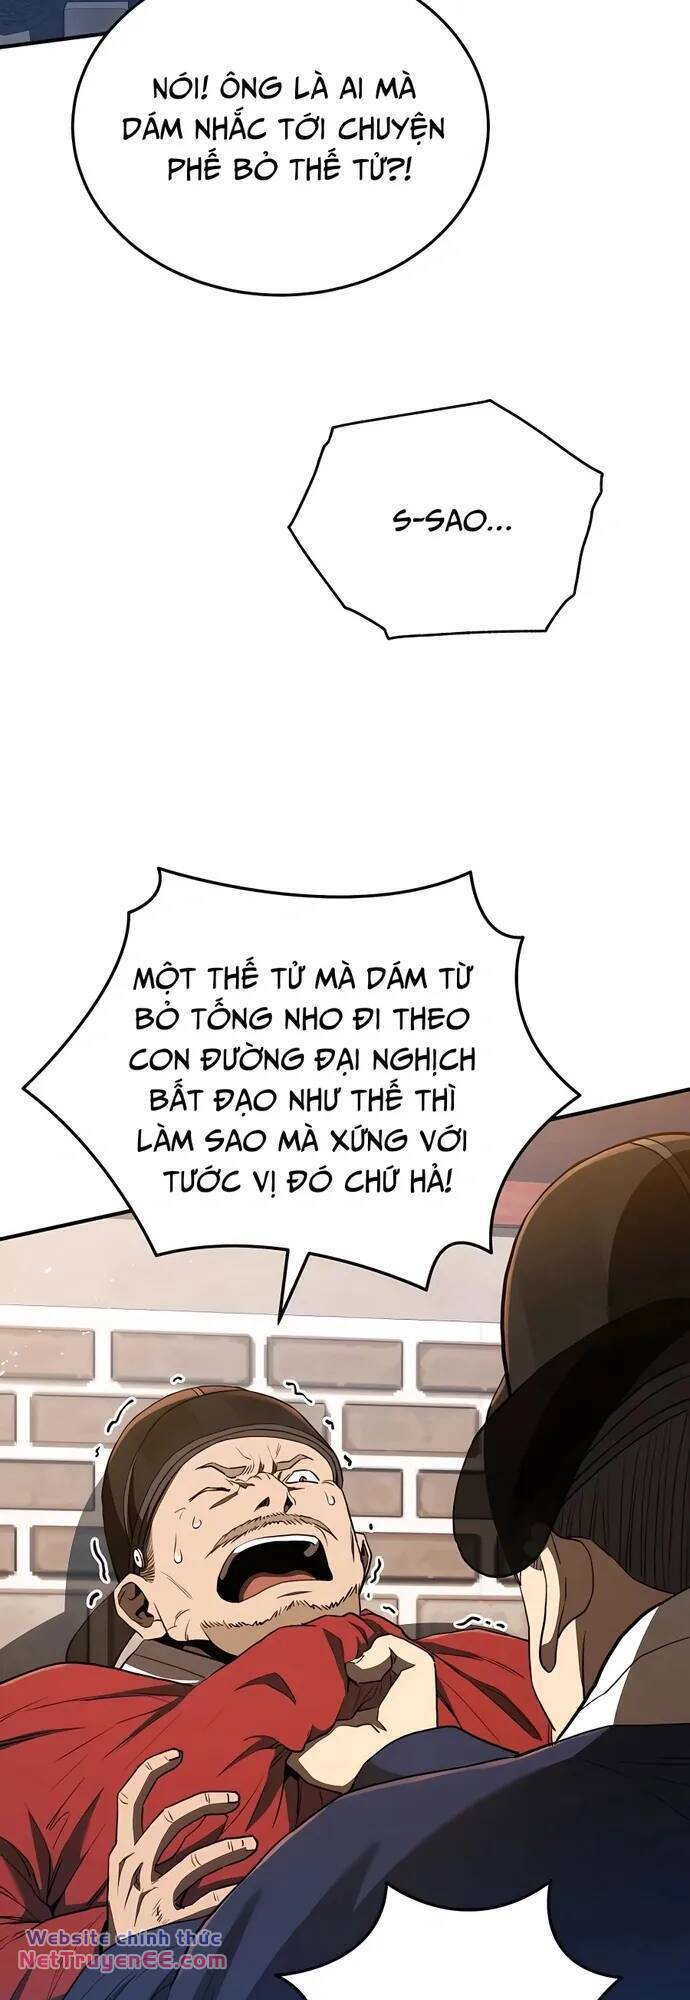 NÓI! ÔNG LÀ AI MÀ
DÁM NHẮC TỚI CHUYỆN
PHẾ BỎ THẾ TỬ?!
S-SAO...
MỘT THẾ TỬ MÀ DÁM TỪ
BỎ TỐNG NHO ĐI THEO
CON ĐƯỜNG ĐẠI NGHỊCH
BẤT ĐẠO NHƯ THẾ THÌ
LÀM SAO MÀ XỨNG VỚI
TƯỚC VỊ ĐÓ CHỨ HẢ!
Website chính thức
NetTruyenEE.com